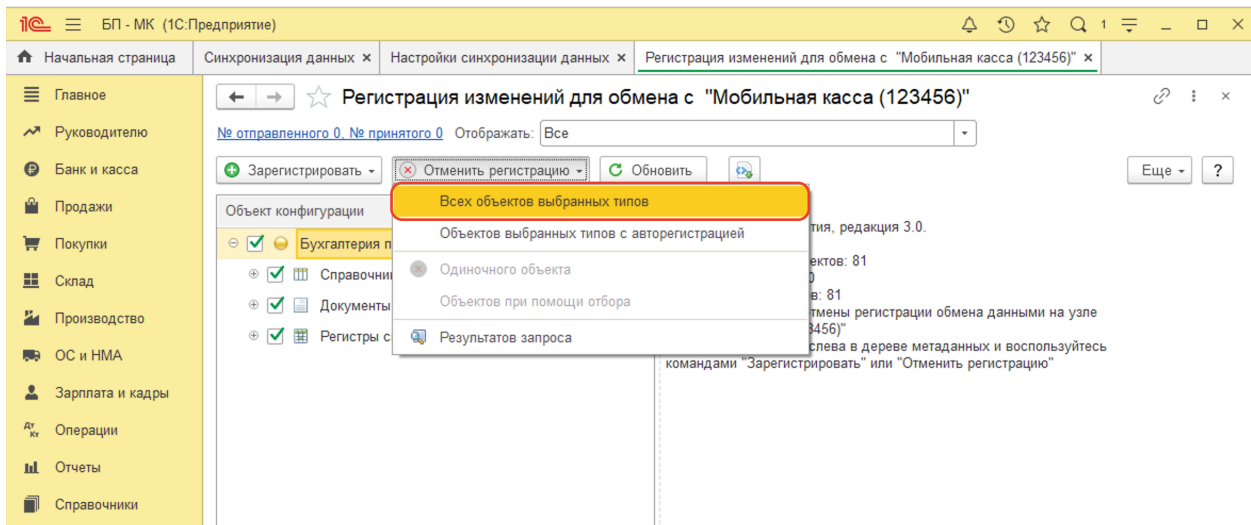 БП - МК (1С:Предприятие)
1
Начальная страница
Синхронизация данных ×
Настройки синхронизации данных ×
Регистрация изменений для обмена с "Мобильная касса (123456)" ×
Главное
Руководителю
Банк и касса
Продажи
Покупки
Склад
Производство
ОС и НМА
Зарплата и кадры
Дт Кт Операции
Отчеты
Справочники
Регистрация изменений для обмена с "Мобильная касса (123456)"
№ отправленного 0, № принятого 0 Отображать: Все
Зарегистрировать
Отменить регистрацию
Обновить
Еще
?
Объект конфигурации
Бухгалтерия п
Справочни
Документы
Регистры с
Всех объектов выбранных типов
Объектов выбранных типов с авторегистрацией
Одиночного объекта
Объектов при помощи отбора
Результатов запроса
тия, редакция 3.0.
ектов: 81
0
в: 81
тмены регистрации обмена данными на узле
3456)"
слева в дереве метаданных и воспользуйтесь
командами "Зарегистрировать" или "Отменить регистрацию"